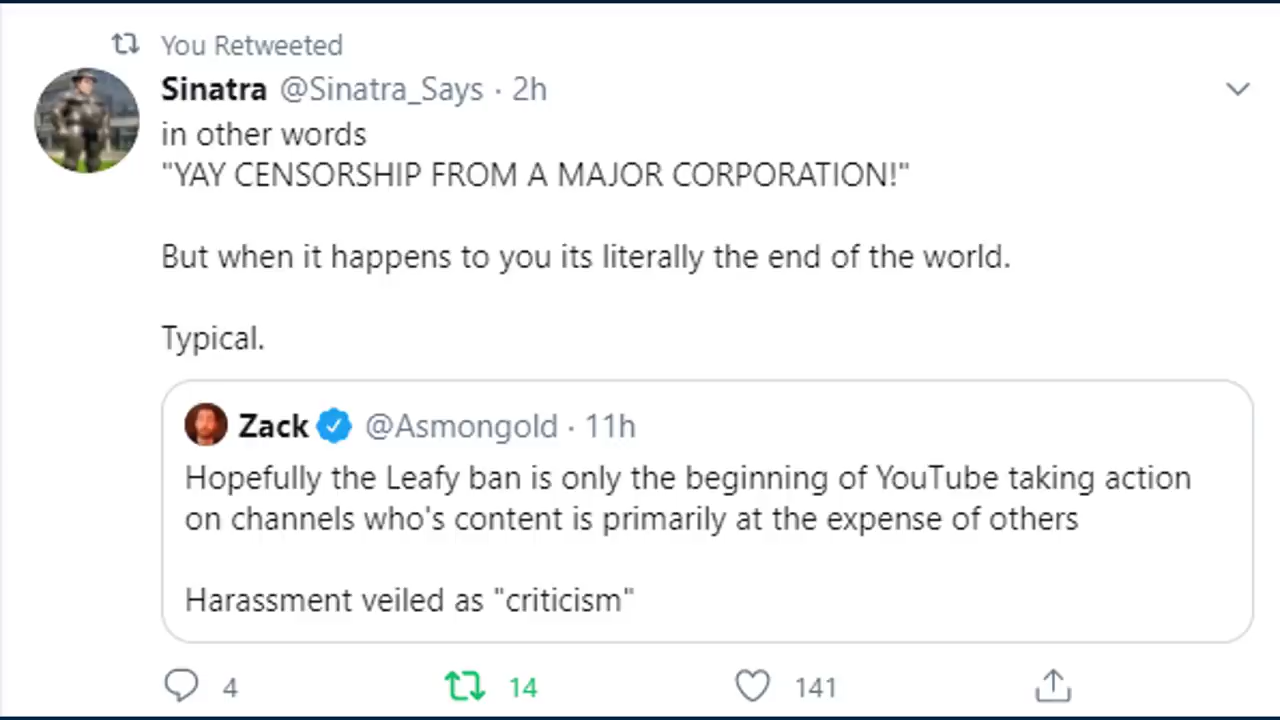 You Retweeted
Sinatra @Sinatra_Says · 2h
in other words
"YAY CENSORSHIP FROM A MAJOR CORPORATION!"
But when it happens to you its literally the end of the world.
Typical.
Zack @Asmongold · 11h
Hopefully the Leafy ban is only the beginning of YouTube taking action
on channels who's content is primarily at the expense of others
Harassment veiled as "criticism"
4 14 141